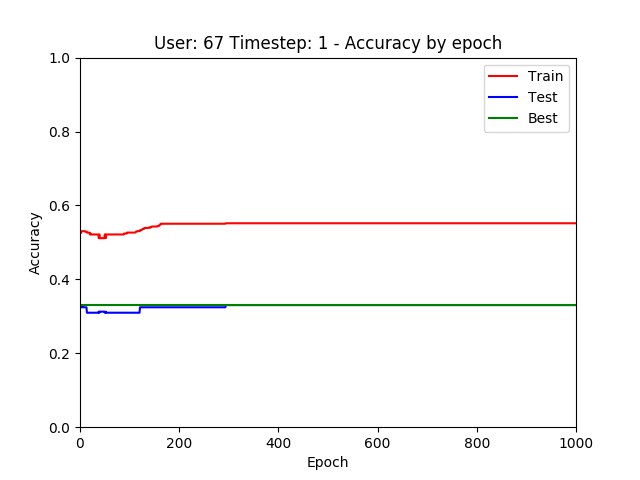 User: 67 Timestep: 1 - Accuracy by epoch
1.0
0.8
0.6
0.4
0.2
0.0
Accuracy
Train
Test
Best
0 200 400 600 800 1000
Epoch